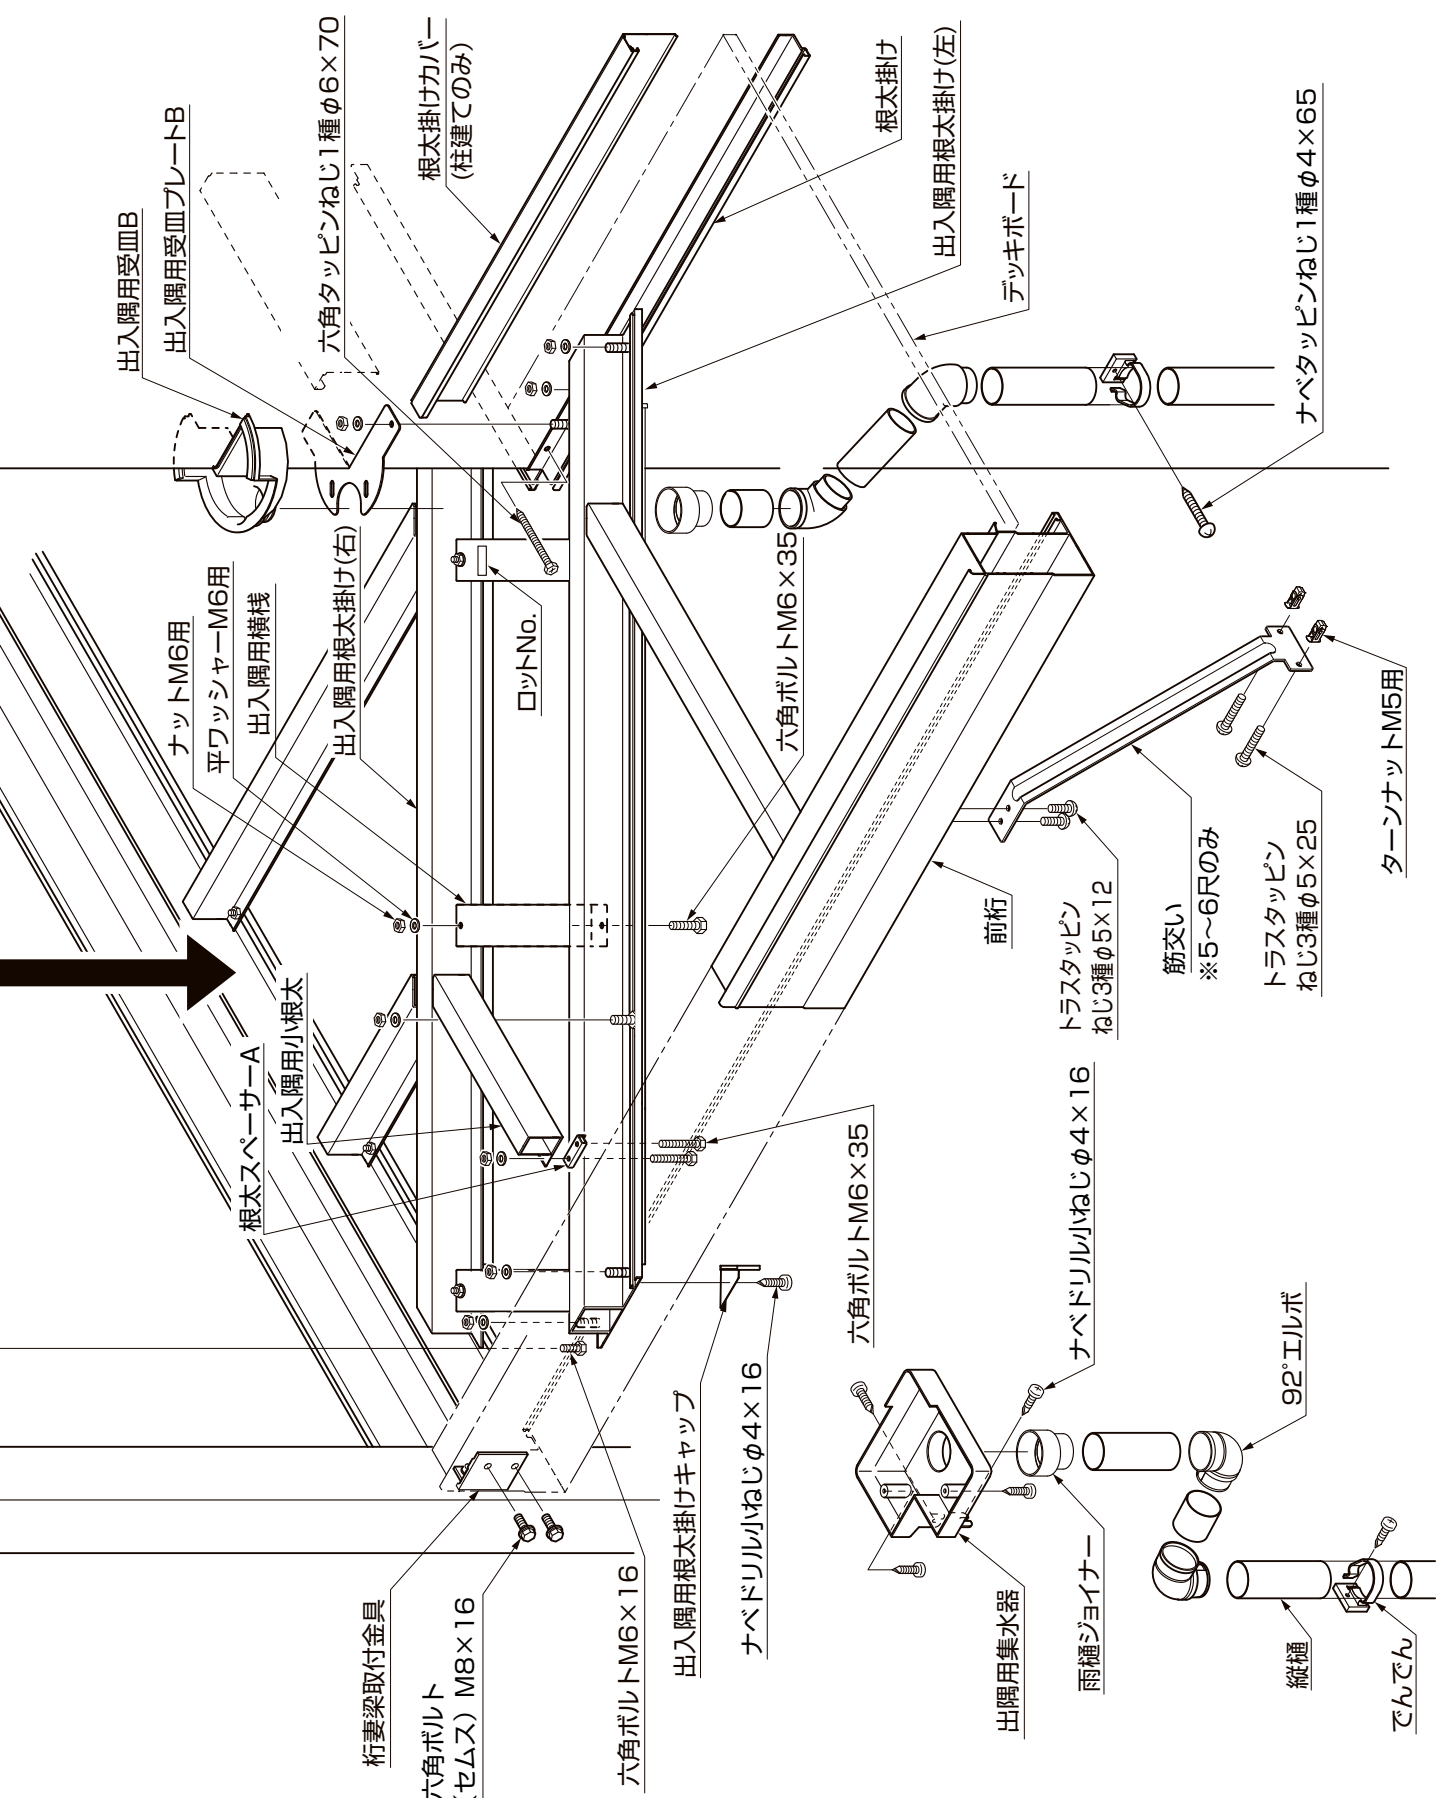 出入隅用受皿B
出入隅用受皿プレートB
六角タッピンねじ1種φ6×70
根太掛けカバー
(柱建てのみ)
根太掛け
出入隅用根太掛け(左)
デッキボード
ナベタッピンねじ1種φ4×65
ナットM6用
平ワッシャーM6用
出入隅用横桟
出入隅用根太掛け(右)
ロットNo.
六角ボルトM6×35
前桁
トラスタッピン
ねじ3種φ5×12
筋交い
※5~6尺のみ
トラスタッピン
ねじ3種φ5×25
ターンナットM5用
根太スペーサーA
出入隅用小根太
六角ボルトM6×35
ナベドリル小ねじφ4×16
92°エルボ
桁妻梁取付金具
六角ボルト
(セムス) M8×16
六角ボルトM6×16
出入隅用根太掛けキャップ
ナベドリル小ねじφ4×16
出隅用集水器
雨樋ジョイナー
縦樋
でんでん